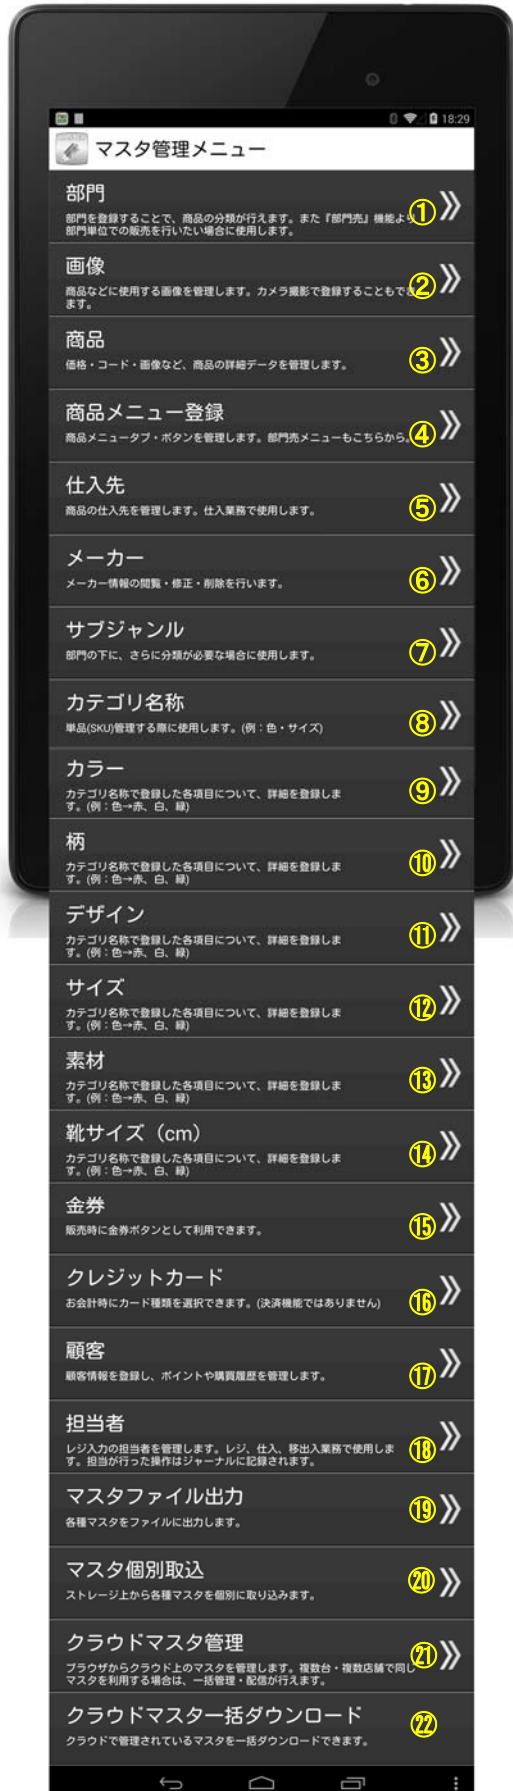 18:29
マスタ管理メニュー
部門
①
部門を登録することで、商品の分類が行えます。また『部門売』機能より
部門単位での販売を行いたい場合に使用します。
画像
②
商品などに使用する画像を管理します。カメラ撮影で登録することもでき
ます。
商品
③
価格・コード・画像など、商品の詳細データを管理します。
商品メニュー登録
④
商品メニュータブ・ボタンを管理します。部門売メニューもこちらから。
仕入先
⑤
商品の仕入先を管理します。仕入業務で使用します。
メーカー
⑥
メーカー情報の閲覧・修正・削除を行います。
サブジャンル
⑦
部門の下に、さらに分類が必要な場合に使用します。
カテゴリ名称
⑧
単品(SKU)管理する際に使用します。(例：色・サイズ)
カラー
⑨
カテゴリ名称で登録した各項目について、詳細を登録しま
す。(例：色→赤、白、緑)
柄
⑩
カテゴリ名称で登録した各項目について、詳細を登録しま
す。(例：色→赤、白、緑)
デザイン
⑪
カテゴリ名称で登録した各項目について、詳細を登録しま
す。(例：色→赤、白、緑)
サイズ
⑫
カテゴリ名称で登録した各項目について、詳細を登録しま
す。(例：色→赤、白、緑)
素材
⑬
カテゴリ名称で登録した各項目について、詳細を登録しま
す。(例：色→赤、白、緑)
靴サイズ（cm）
⑭
カテゴリ名称で登録した各項目について、詳細を登録しま
す。(例：色→赤、白、緑)
金券
⑮
販売時に金券ボタンとして利用できます。
クレジットカード
⑯
お会計時にカード種類を選択できます。(決済機能ではありません)
顧客
⑰
顧客情報を登録し、ポイントや購買履歴を管理します。
担当者
⑱
レジ入力の担当者を管理します。レジ、仕入、移出入業務で使用しま
す。担当が行った操作はジャーナルに記録されます。
マスタファイル出力
⑲
各種マスタをファイルに出力します。
マスタ個別取込
⑳
ストレージ上から各種マスタを個別に取り込みます。
クラウドマスタ管理
㉑
ブラウザからクラウド上のマスタを管理します。複数台・複数店舗で同じ
マスタを利用する場合は、一括管理・配信が行えます。
クラウドマスター括ダウンロード
㉒
クラウドで管理されているマスタを一括ダウンロードできます。